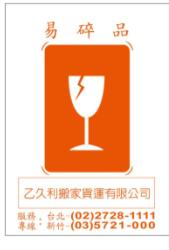 易碎品
乙久利搬家貨運有限公司
服務 台北-(02)2728-1111
專線 新竹-(03)5721-000